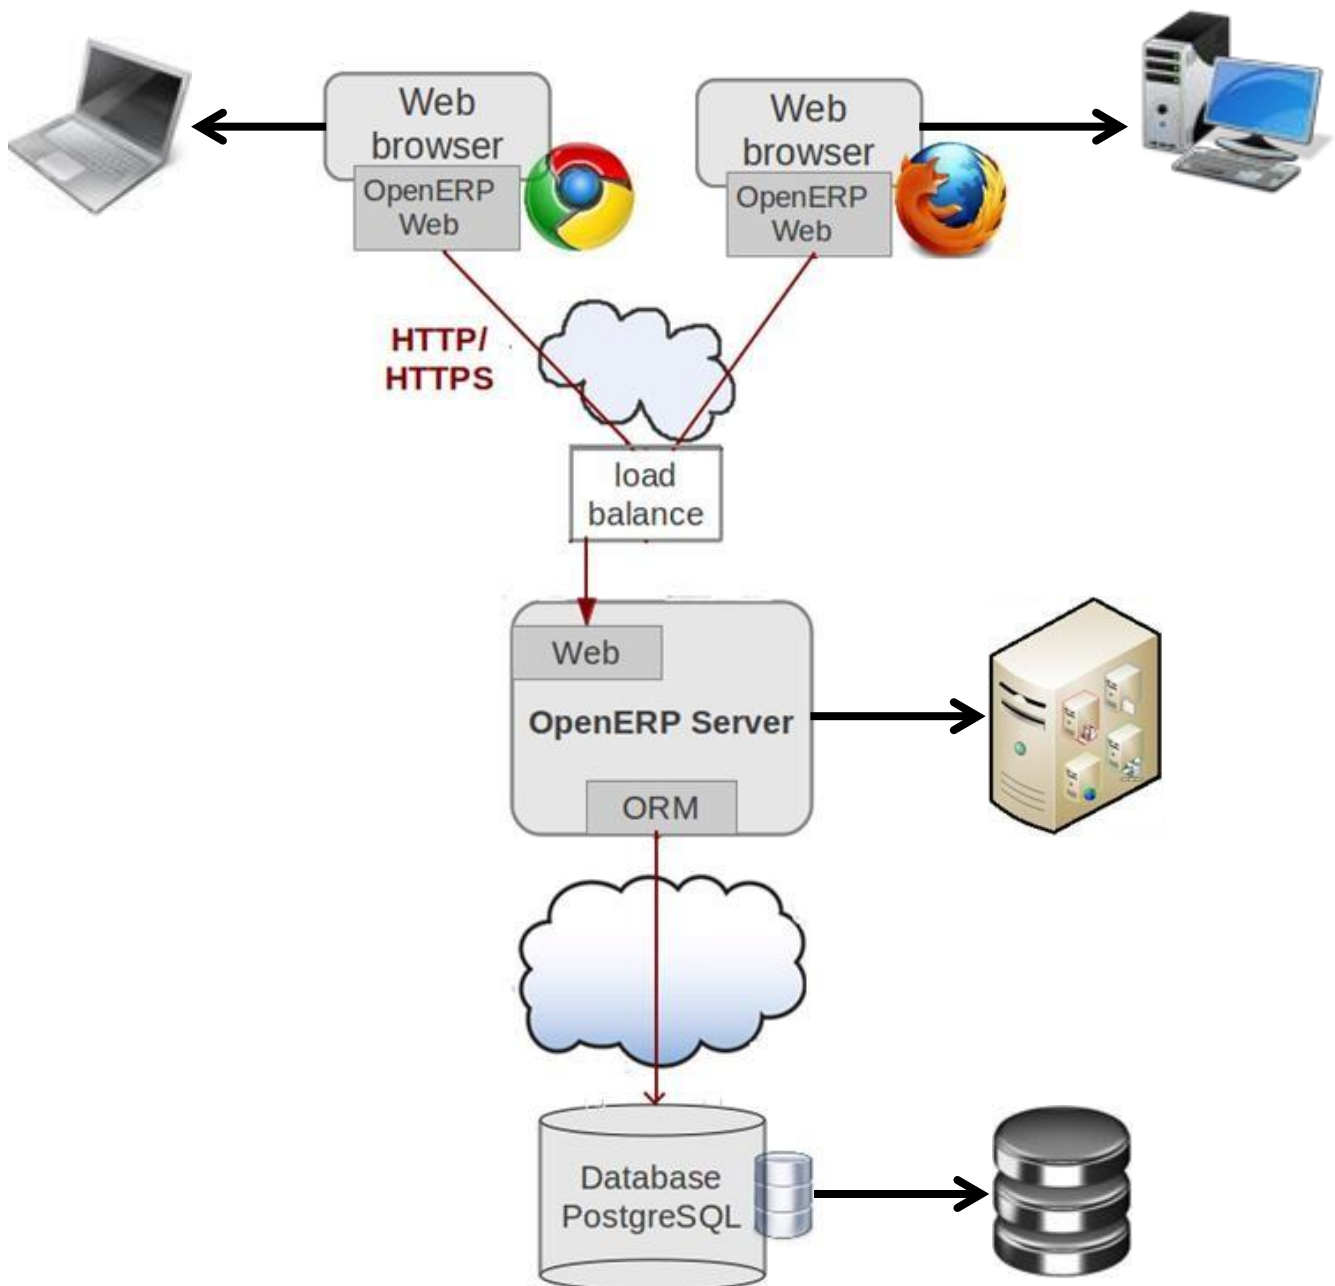 Web
browser
OpenERP
Web
Web
browser
OpenERP
Web
HTTP/
HTTPS
load
balance
Web
OpenERP Server
ORM
Database
PostgreSQL